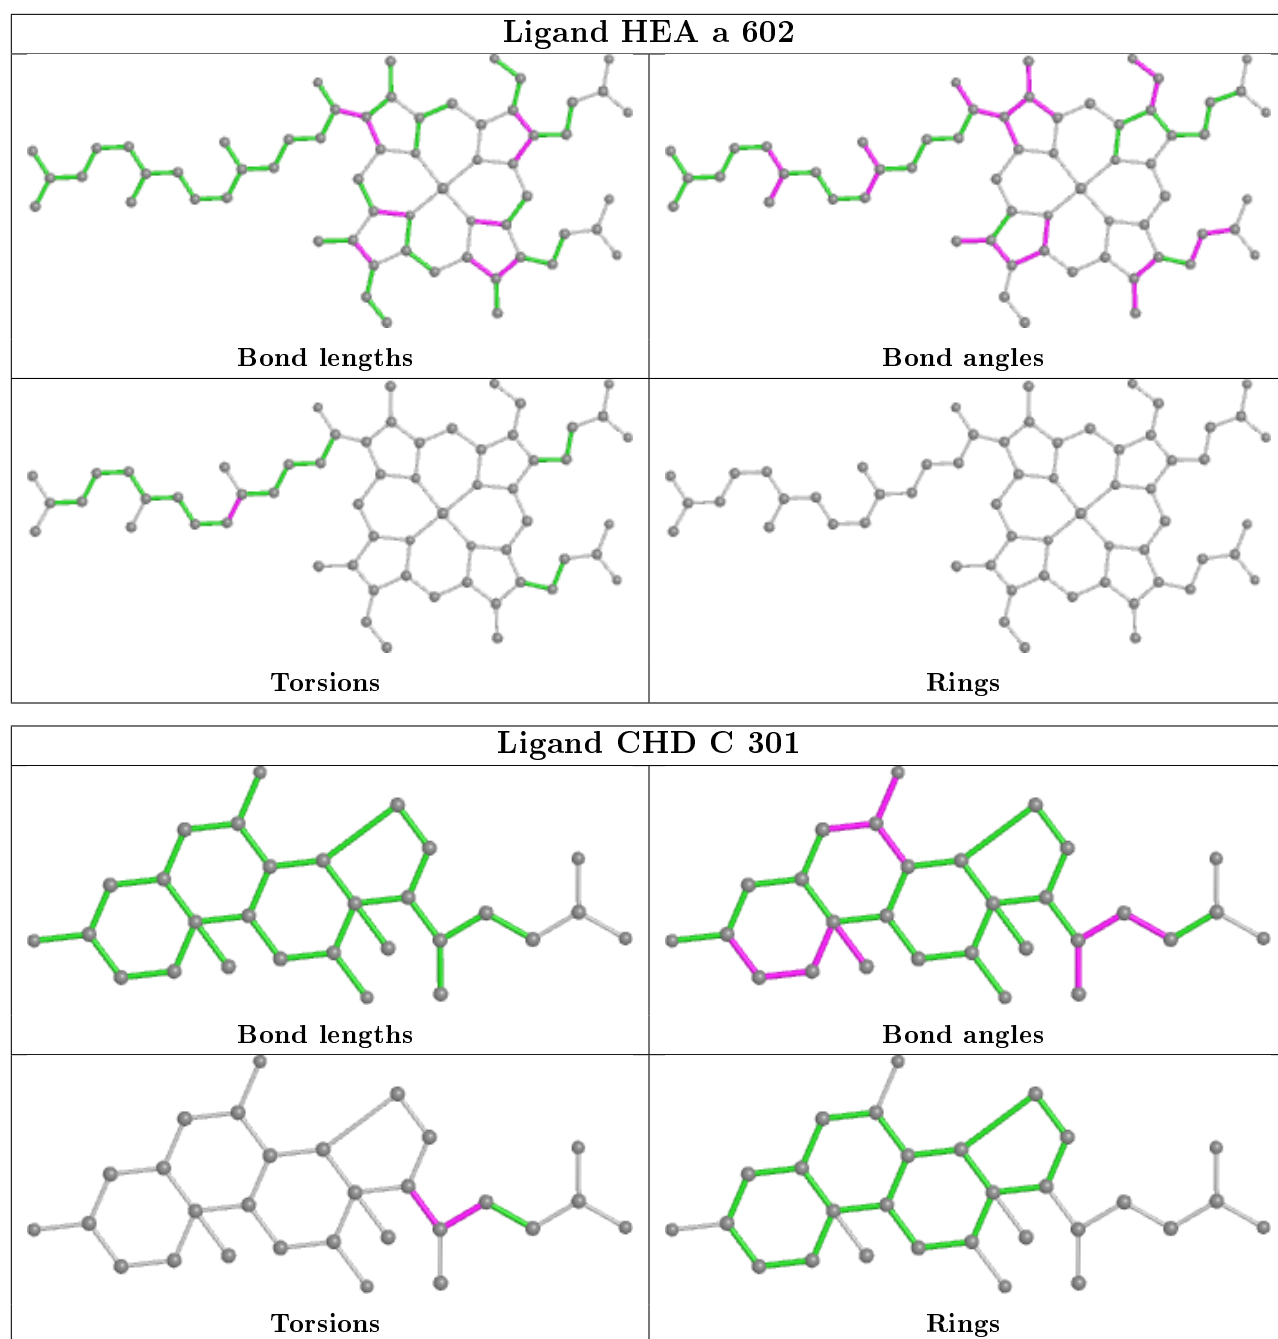 Ligand HEA a 602
Bond lengths
Bond angles
Torsions
Rings
Ligand CHD C 301
Bond lengths
Bond angles
Torsions
Rings